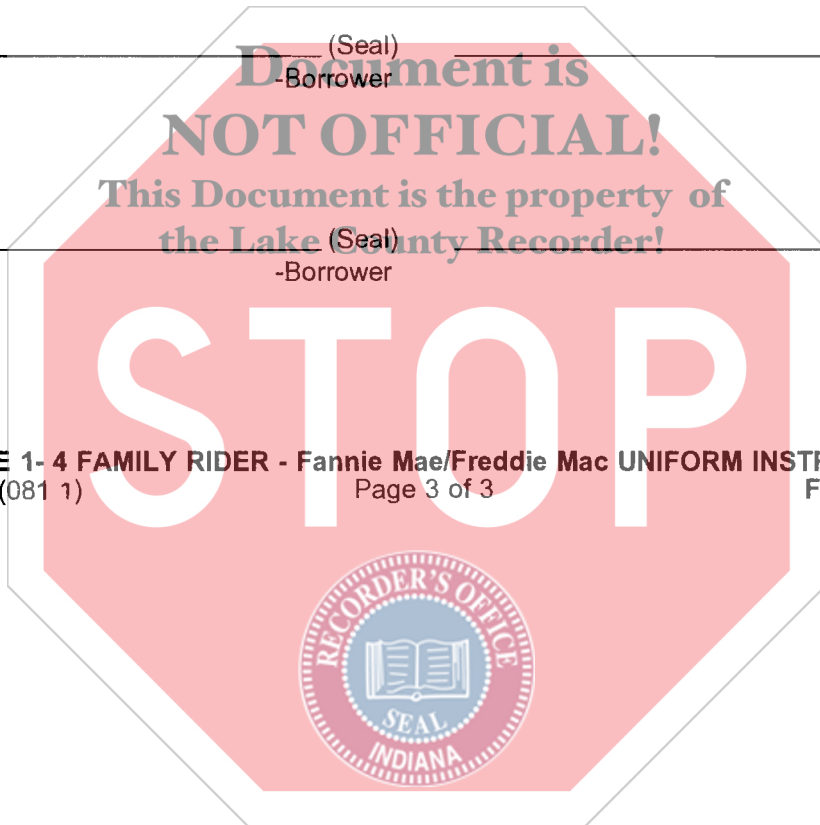 (Seal)
Document is
-Borrower
NOT OFFICIAL!
This Document is the property of
(Seal)
the Lake County Recorder!
-Borrower
STOP
E 1- 4 FAMILY RIDER - Fannie Mae/Freddie Mac UNIFORM INSTR
(081 1) Page 3 of 3 F
RECORDER'S OFFICE
SEAL
INDIANA